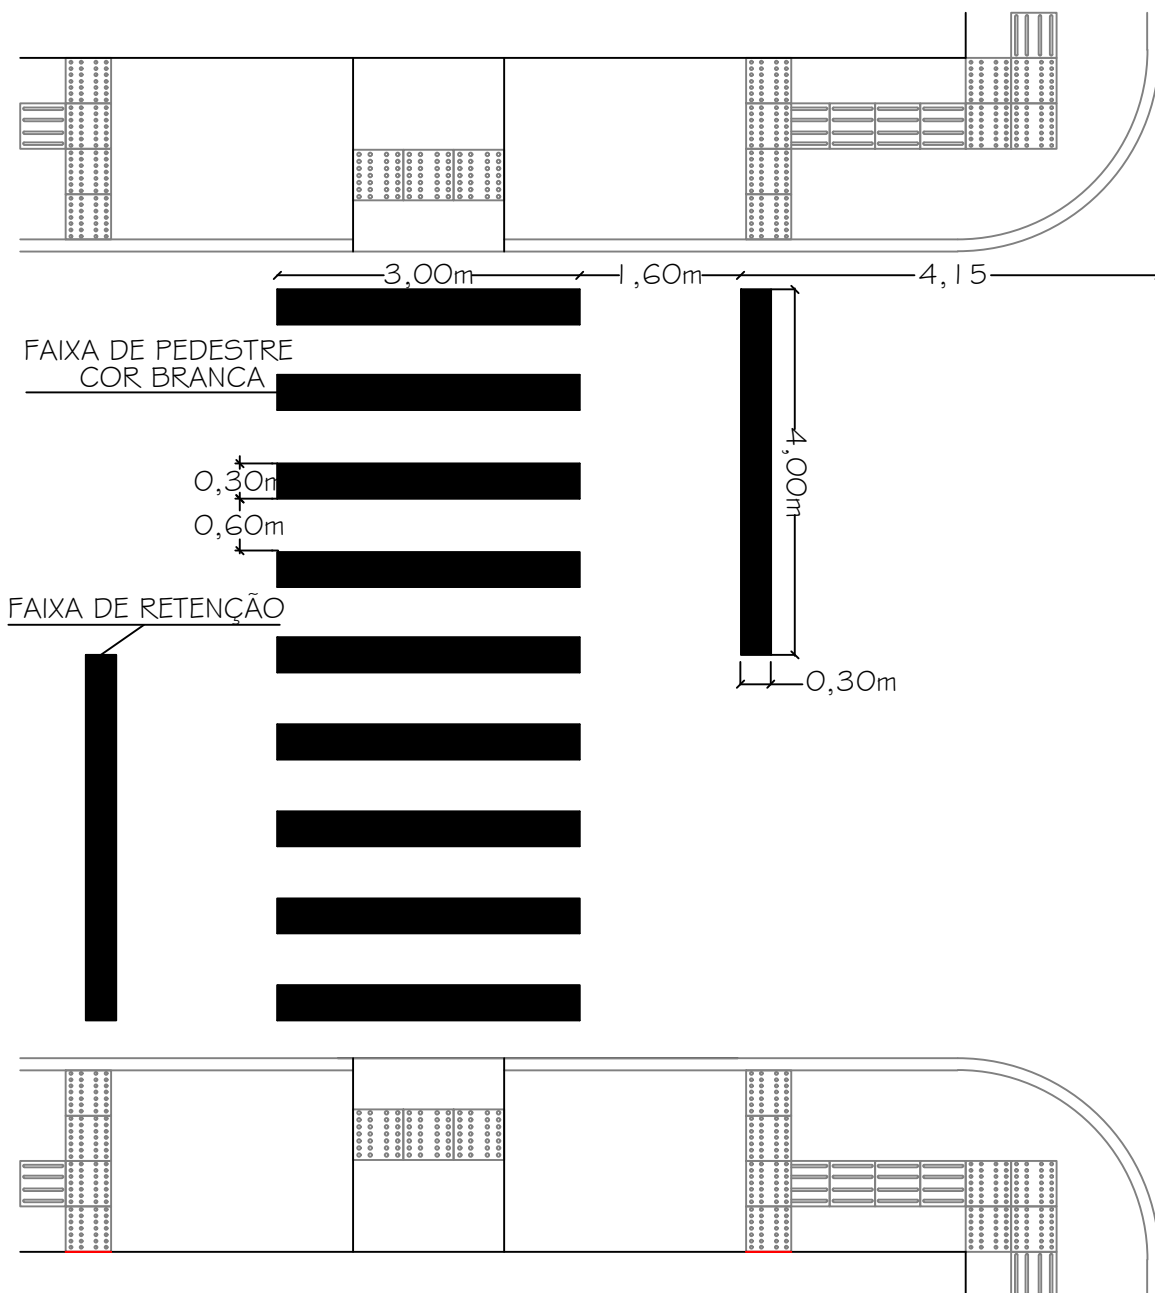 3,00m
1,60m
4,15
FAIXA DE PEDESTRE
COR BRANCA
4,00m
0,30m
0,60m
FAIXA DE RETENÇÃO
0,30m